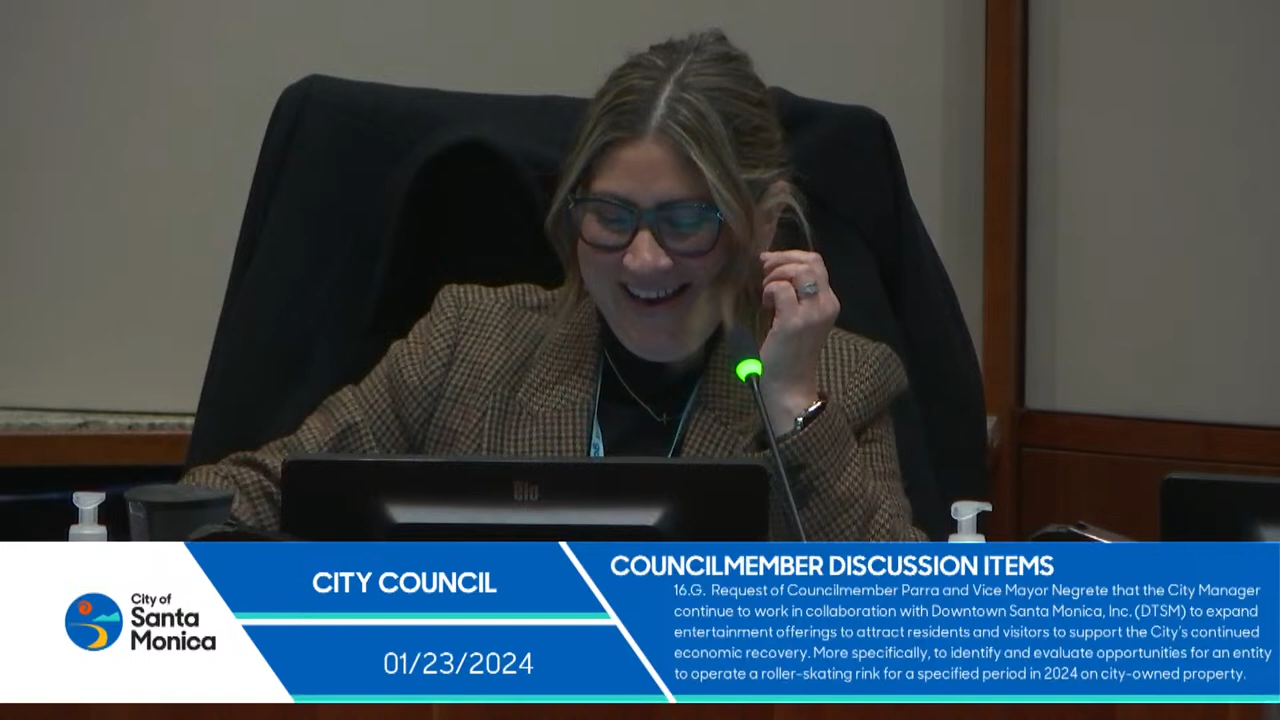 elo
CITY COUNCIL
01/23/2024
City of
Santa
Monica
COUNCILMEMBER DISCUSSION ITEMS
16.G. Request of Councilmember Parra and Vice Mayor Negrete that the City Manager
continue to work in collaboration with Downtown Santa Monica, Inc. (DTSM) to expand
entertainment offerings to attract residents and visitors to support the City's continued
economic recovery. More specifically, to identify and evaluate opportunities for an entity
to operate a roller-skating rink for a specified period in 2024 on city-owned property.